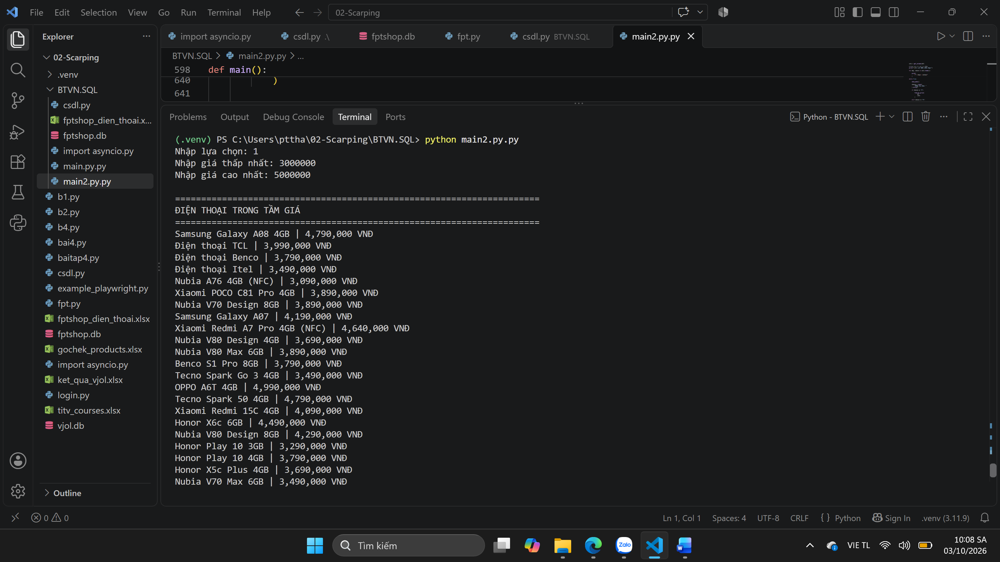 File Edit Selection View Go Run Terminal Help
02-Scarping
Explorer
02-Scarping
.venv
BTVN.SQL
csdl.py
fptshop_dien_thoai.x...
fptshop.db
import asyncio.py
main.py.py
main2.py.py
b1.py
b2.py
b4.py
bai4.py
baitap4.py
csdl.py
example_playwright.py
fpt.py
fptshop_dien_thoai.xlsx
fptshop.db
gochek_products.xlsx
import asyncio.py
ket_qua_vjol.xlsx
login.py
titv_courses.xlsx
vjol.db
Outline
import asyncio.py csdl.py .\ fptshop.db fpt.py csdl.py BTVN.SQL main2.py.py
BTVN.SQL > main2.py.py > ...
598 def main():
640 )
641
Problems Output Debug Console Terminal Ports
Python - BTVN.SQL
(.venv) PS C:\Users\pttha\02-Scarping\BTVN.SQL> python main2.py.py
Nhập lựa chọn: 1
Nhập giá thấp nhất: 3000000
Nhập giá cao nhất: 5000000
======================================================================
ĐIỆN THOẠI TRONG TẦM GIÁ
======================================================================
Samsung Galaxy A08 4GB | 4,790,000 VNĐ
Điện thoại TCL | 3,990,000 VNĐ
Điện thoại Benco | 3,790,000 VNĐ
Điện thoại Itel | 3,490,000 VNĐ
Nubia A76 4GB (NFC) | 3,090,000 VNĐ
Xiaomi POCO C81 Pro 4GB | 3,890,000 VNĐ
Nubia V70 Design 8GB | 3,890,000 VNĐ
Samsung Galaxy A07 | 4,190,000 VNĐ
Xiaomi Redmi A7 Pro 4GB (NFC) | 4,640,000 VNĐ
Nubia V80 Design 4GB | 3,690,000 VNĐ
Nubia V80 Max 6GB | 3,890,000 VNĐ
Benco S1 Pro 8GB | 3,790,000 VNĐ
Tecno Spark Go 3 4GB | 3,490,000 VNĐ
OPPO A6T 4GB | 4,990,000 VNĐ
Tecno Spark 50 4GB | 4,790,000 VNĐ
Xiaomi Redmi 15C 4GB | 4,090,000 VNĐ
Honor X6c 6GB | 4,490,000 VNĐ
Nubia V80 Design 8GB | 4,290,000 VNĐ
Honor Play 10 3GB | 3,290,000 VNĐ
Honor Play 10 4GB | 3,790,000 VNĐ
Honor X5c Plus 4GB | 3,690,000 VNĐ
Nubia V70 Max 6GB | 3,490,000 VNĐ
0 0
Ln 1, Col 1 Spaces: 4 UTF-8 CRLF {} Python Sign In .venv (3.11.9)
Tìm kiếm
Zalo
W
VIE TL
10:08 SA
03/10/2026